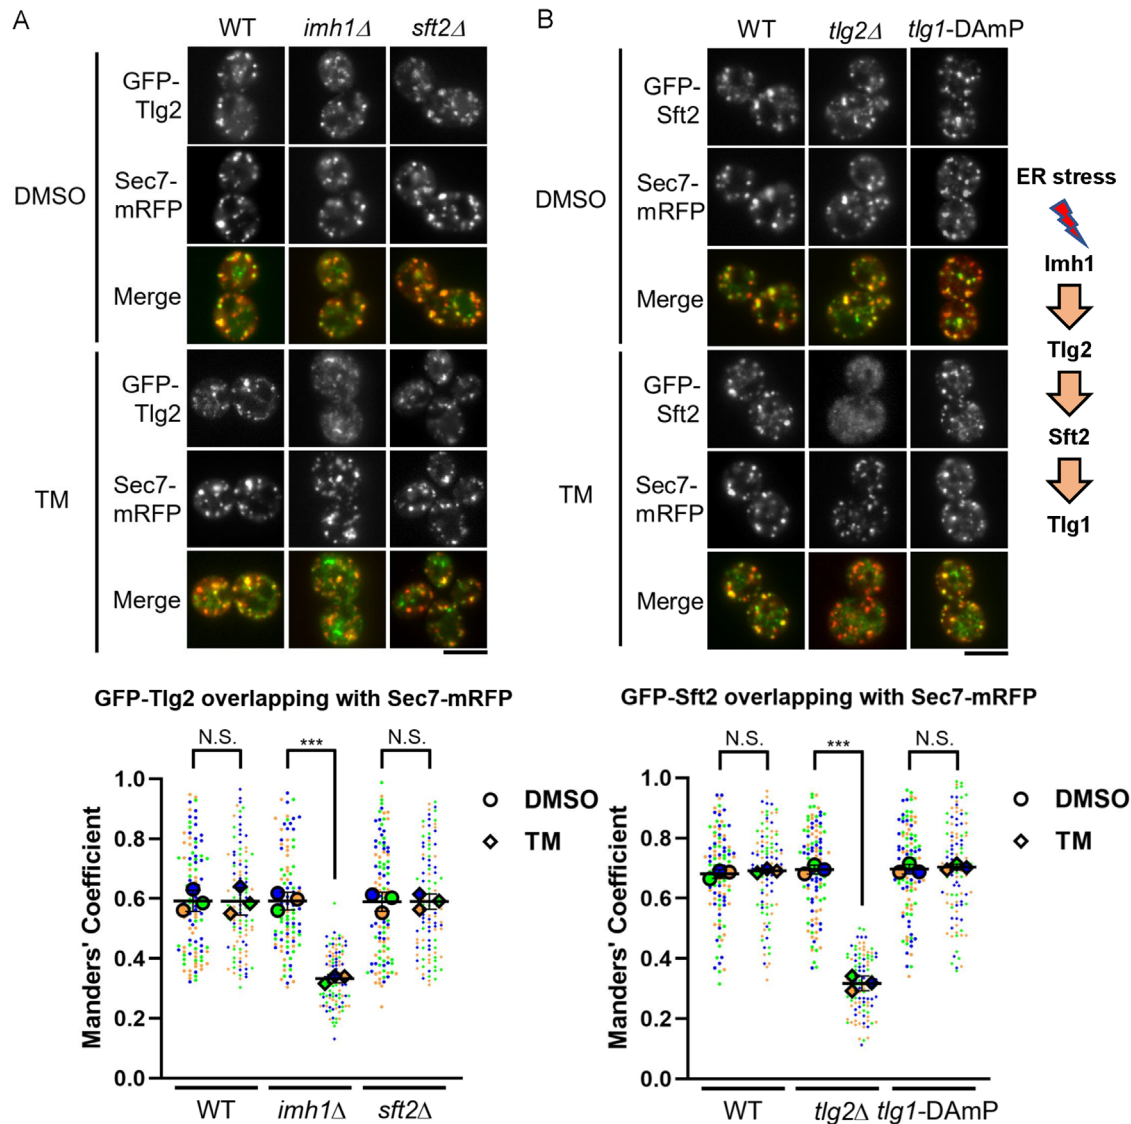 A
WT imh1Δ sft2Δ
DMSO
GFP-
Tlg2
Sec7-
mRFP
Merge
TM
GFP-
Tlg2
Sec7-
mRFP
Merge
B
WT tlg2Δ tlg1-DAmP
DMSO
GFP-
Sft2
Sec7-
mRFP
Merge
TM
GFP-
Sft2
Sec7-
mRFP
Merge
ER stress
Imh1
Tlg2
Sft2
Tlg1
GFP-Tlg2 overlapping with Sec7-mRFP
N.S. *** N.S.
Manders' Coefficient
1.0
0.8
0.6
0.4
0.2
0.0
WT imh1Δ sft2Δ
DMSO
TM
GFP-Sft2 overlapping with Sec7-mRFP
N.S. *** N.S.
Manders' Coefficient
1.0
0.8
0.6
0.4
0.2
0.0
WT tlg2Δ tlg1-DAmP
DMSO
TM